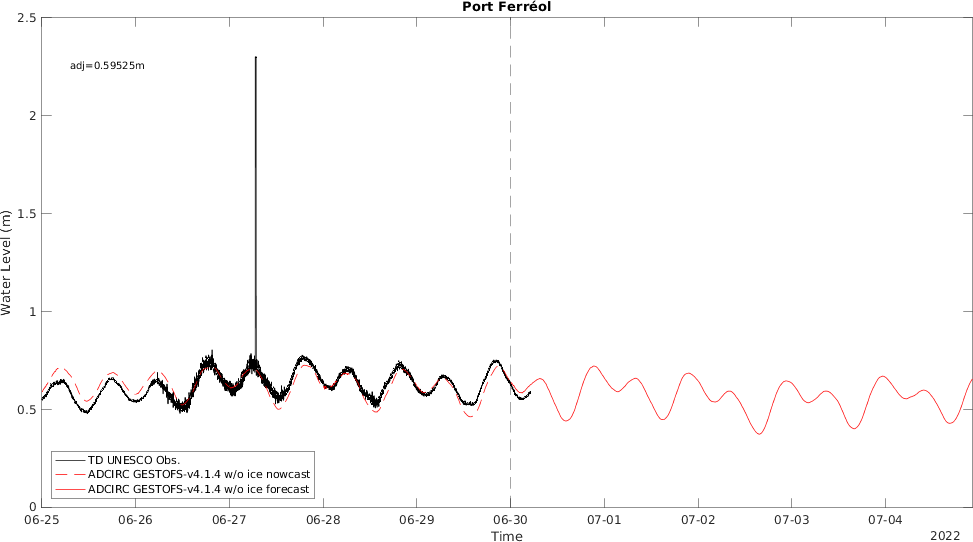 Port Ferréol
adj=0.59525m
2.5
2
1.5
1
0.5
0
Water Level (m)
TD UNESCO Obs.
ADCIRC GESTOFS-v4.1.4 w/o ice nowcast
ADCIRC GESTOFS-v4.1.4 w/o ice forecast
06-25 06-26 06-27 06-28 06-29 06-30 07-01 07-02 07-03 07-04
Time
2022